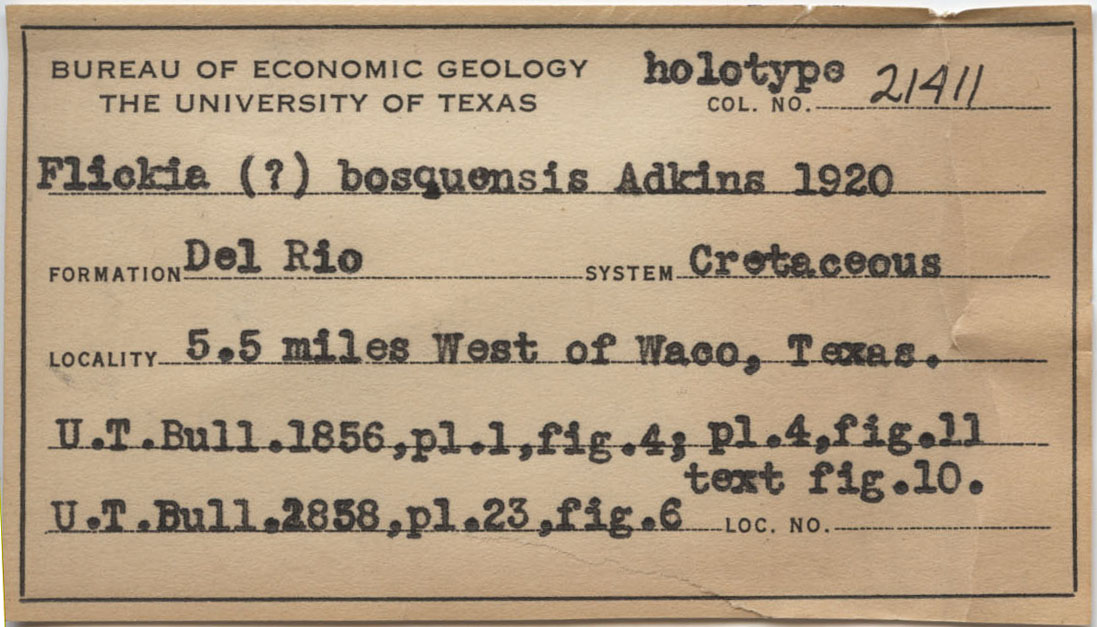 BUREAU OF ECONOMIC GEOLOGY
THE UNIVERSITY OF TEXAS
holotype
COL. NO. 21411
Flickia (?) bosquensis Adkins 1920
FORMATION Del Rio SYSTEM Cretaceous
LOCALITY 5.5 miles West of Waco, Texas.
U.T.Bull.1856,pl.1,fig.4; pl.4,fig.11
text fig.10.
U.T.Bull.2838,pl.23,fig.6 LOC. NO.